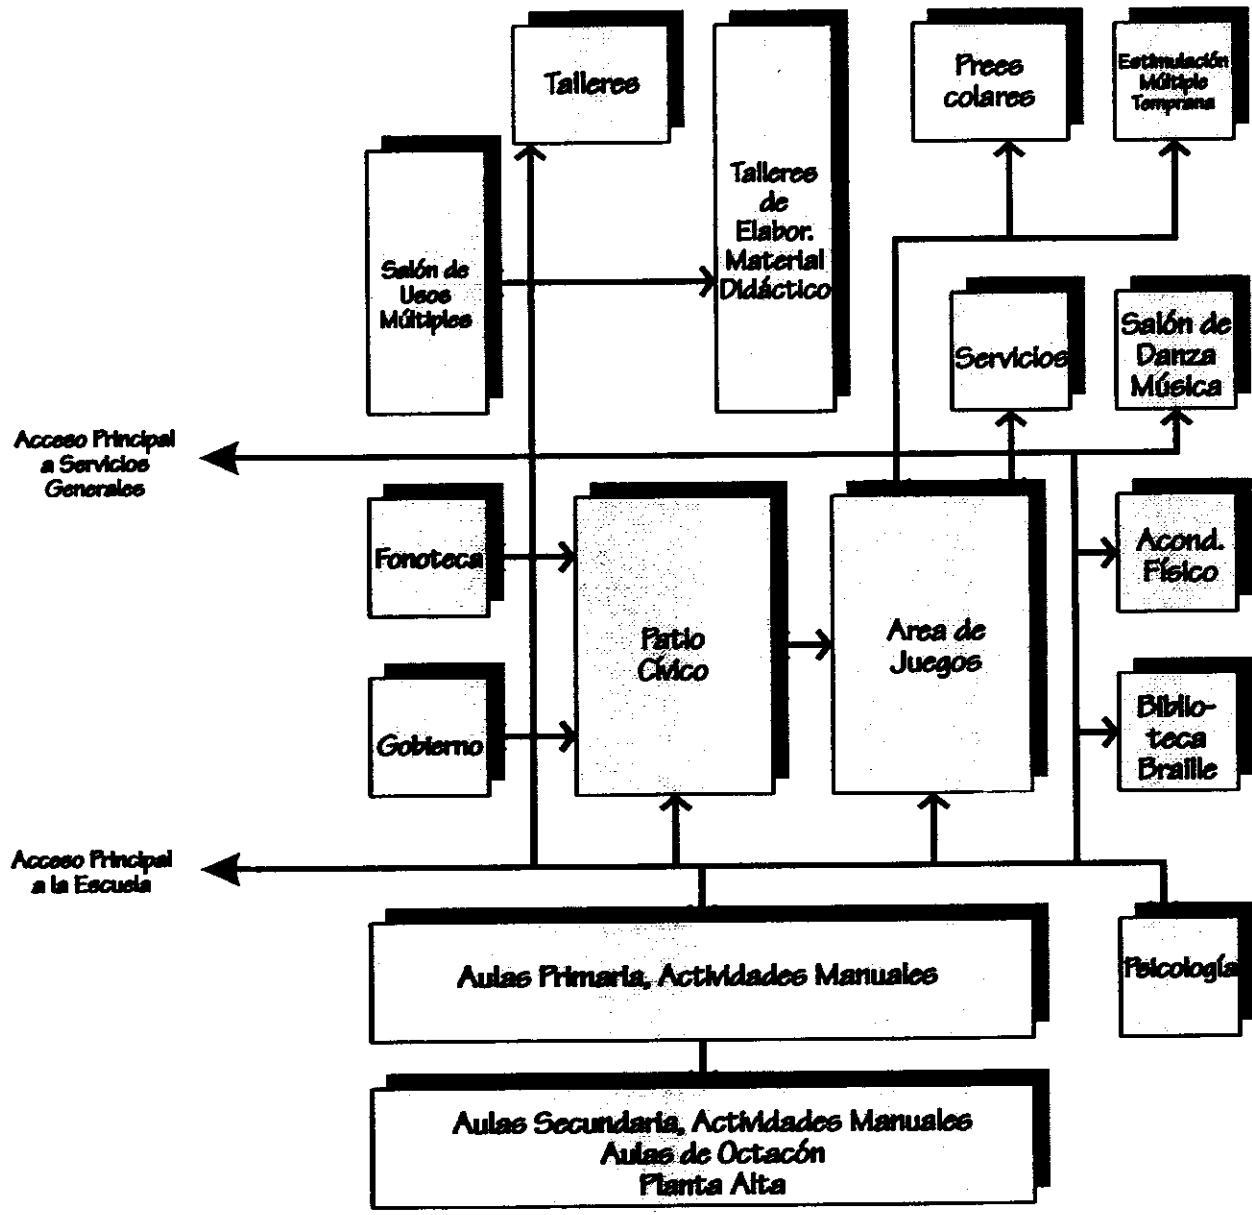 Talleres
Prees
colares
Estimulación
Múltiple
Temprana
Talleres
de
Elabor.
Material
Didáctico
Salón de
Usos
Múltiples
Servicios
Salón de
Danza
Música
Acceso Principal
a Servicios
Generales
Fonoteca
Patio
Cívico
Area de
Juegos
Acond.
Físico
Gobierno
Biblio-
teca
Braille
Acceso Principal
a la Escuela
Aulas Primaria, Actividades Manuales
Psicología
Aulas Secundaria, Actividades Manuales
Aulas de Octacón
Planta Alta